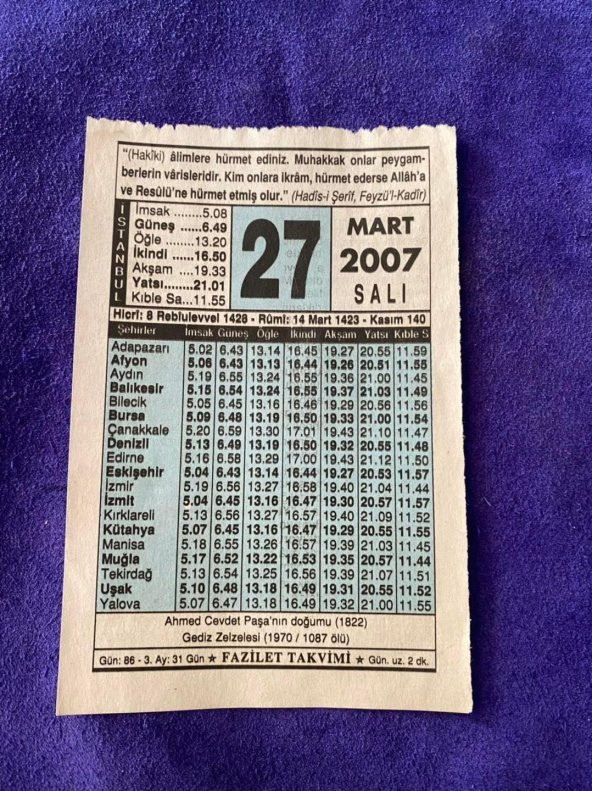 “(Hakîkî) âlimlere hürmet ediniz. Muhakkak onlar peygam-
berlerin vârisleridir. Kim onlara ikrâm, hürmet ederse Allâh'a
ve Resûlü'ne hürmet etmiş olur.” (Hadîs-i Şerîf, Feyzü'l-Kadîr)
İSTANBUL
İmsak ........5.08
Güneş ......6.49
Öğle .......13.20
İkindi ......16.50
Akşam ....19.33
Yatsı.......21.01
Kıble Sa...11.55
27
MART
2007
SALI
Hicrî: 8 Rebîulevvel 1428 - Rûmî: 14 Mart 1423 - Kasım 140
Şehirler İmsak Güneş Öğle İkindi Akşam Yatsı Kıble S
Adapazarı 5.02 6.43 13.14 16.45 19.27 20.55 11.59
Afyon 5.06 6.43 13.13 16.44 19.26 20.51 11.55
Aydın 5.19 6.55 13.24 16.55 19.36 21.00 11.45
Balıkesir 5.15 6.54 13.24 16.55 19.37 21.03 11.49
Bilecik 5.05 6.45 13.16 16.46 19.29 20.56 11.56
Bursa 5.09 6.48 13.19 16.50 19.33 21.00 11.54
Çanakkale 5.20 6.59 13.30 17.01 19.43 21.10 11.47
Denizli 5.13 6.49 13.19 16.50 19.32 20.55 11.48
Edirne 5.16 6.58 13.29 17.00 19.43 21.12 11.50
Eskişehir 5.04 6.43 13.14 16.44 19.27 20.53 11.57
İzmir 5.19 6.56 13.27 16.58 19.40 21.04 11.44
İzmit 5.04 6.45 13.16 16.47 19.30 20.57 11.57
Kırklareli 5.13 6.56 13.27 16.57 19.40 21.09 11.52
Kütahya 5.07 6.45 13.16 16.47 19.29 20.55 11.55
Manisa 5.18 6.55 13.26 16.57 19.39 21.03 11.45
Muğla 5.17 6.52 13.22 16.53 19.35 20.57 11.44
Tekirdağ 5.13 6.54 13.25 16.56 19.39 21.07 11.51
Uşak 5.10 6.48 13.18 16.49 19.31 20.55 11.52
Yalova 5.07 6.47 13.18 16.49 19.32 21.00 11.55
Ahmed Cevdet Paşa'nın doğumu (1822)
Gediz Zelzelesi (1970 / 1087 ölü)
Gün: 86 - 3. Ay: 31 Gün ★ FAZİLET TAKVİMİ ★ Gün. uz. 2 dk.